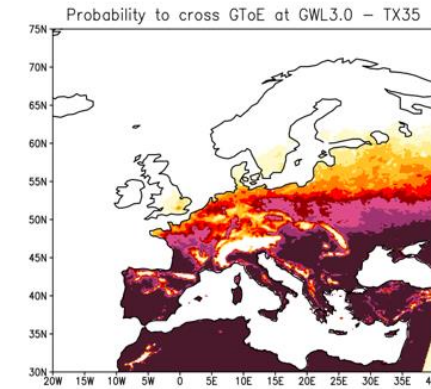 Probability to cross GToE at GWL3.0 – TX35
75N
70N
65N
60N
55N
50N
45N
40N
35N
30N
20W 15W 10W 5W 0 5E 10E 15E 20E 25E 30E 35E